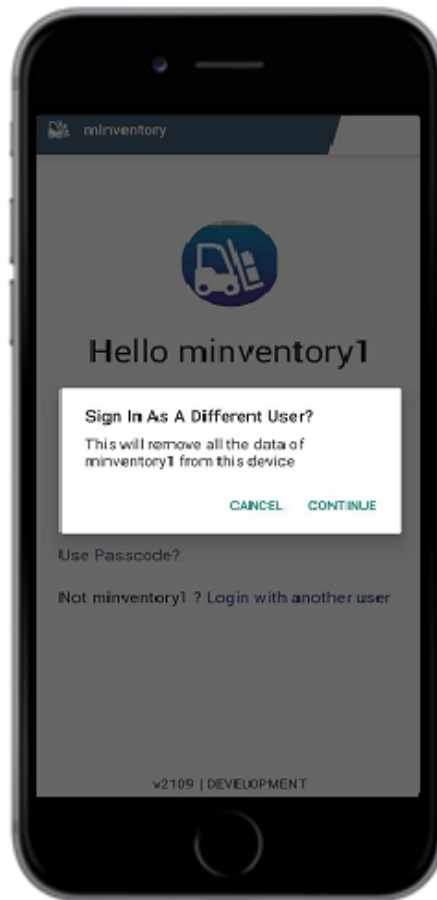 mInventory
Hello minventory1
Sign In As A Different User?
This will remove all the data of
minventory1 from this device
CANCEL CONTINUE
Use Passcode?
Not minventory1 ? Login with another user
v2109 | DEVELOPMENT